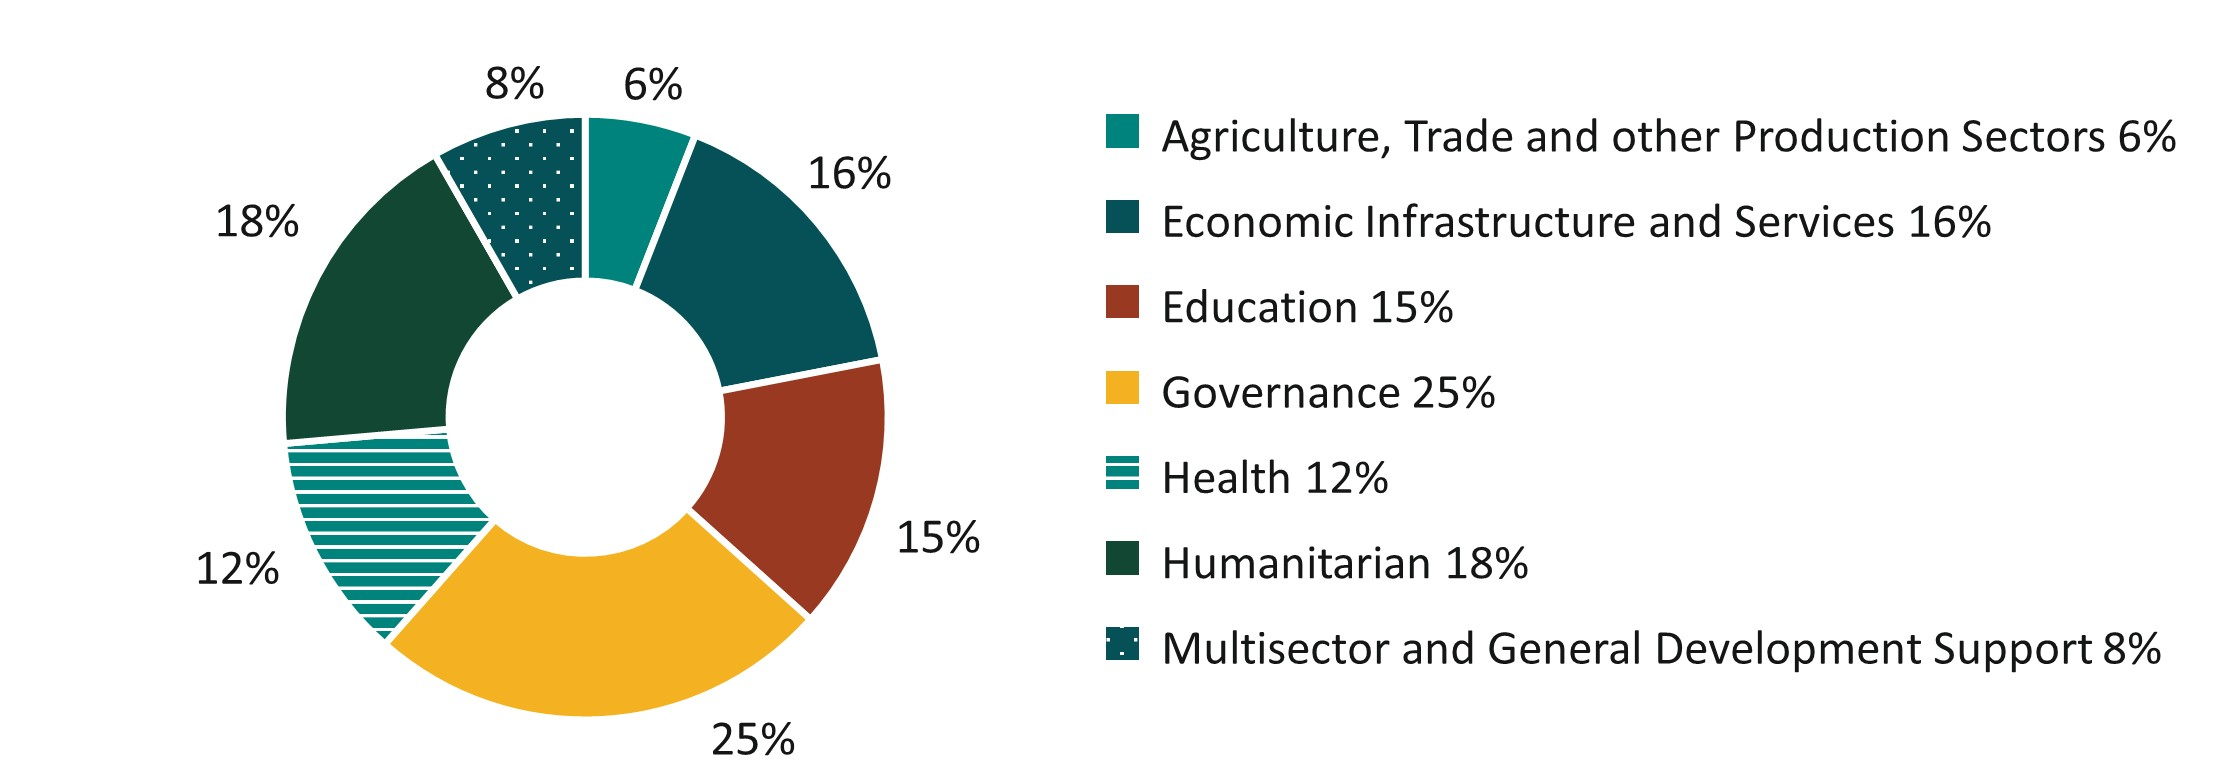 8%
6%
16%
18%
15%
12%
25%
Agriculture, Trade and other Production Sectors 6%
Economic Infrastructure and Services 16%
Education 15%
Governance 25%
Health 12%
Humanitarian 18%
Multisector and General Development Support 8%